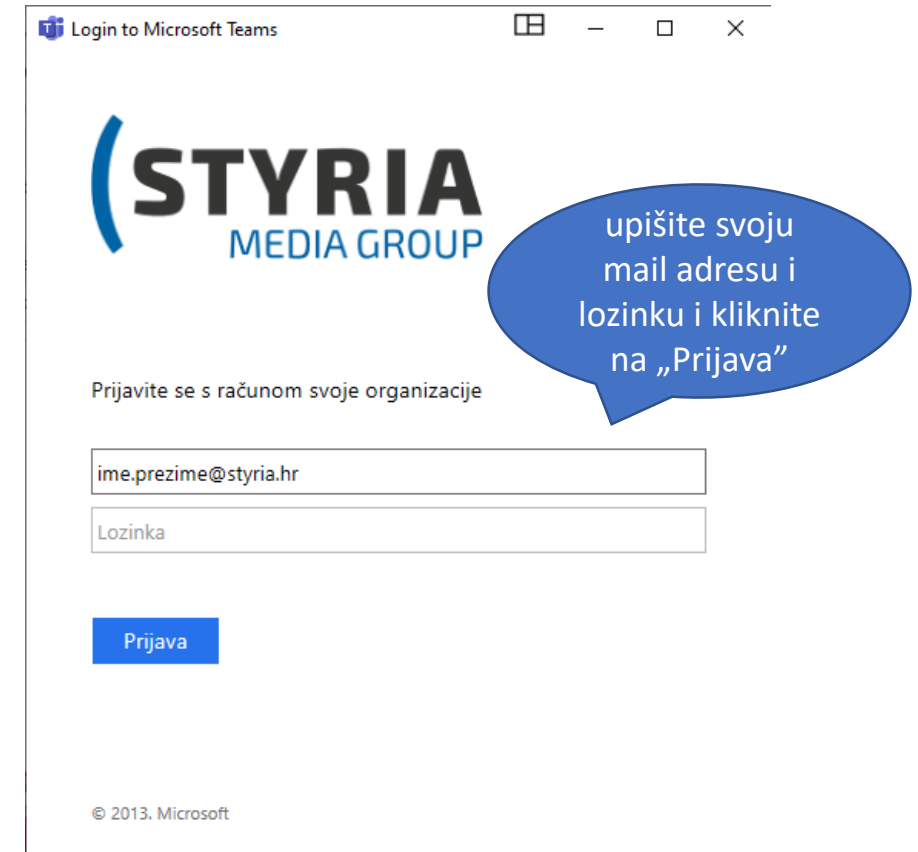 Login to Microsoft Teams
STYRIA
MEDIA GROUP
upišite svoju
mail adresu i
lozinku i kliknite
na „Prijava”
Prijavite se s računom svoje organizacije
ime.prezime@styria.hr
Lozinka
Prijava
© 2013. Microsoft